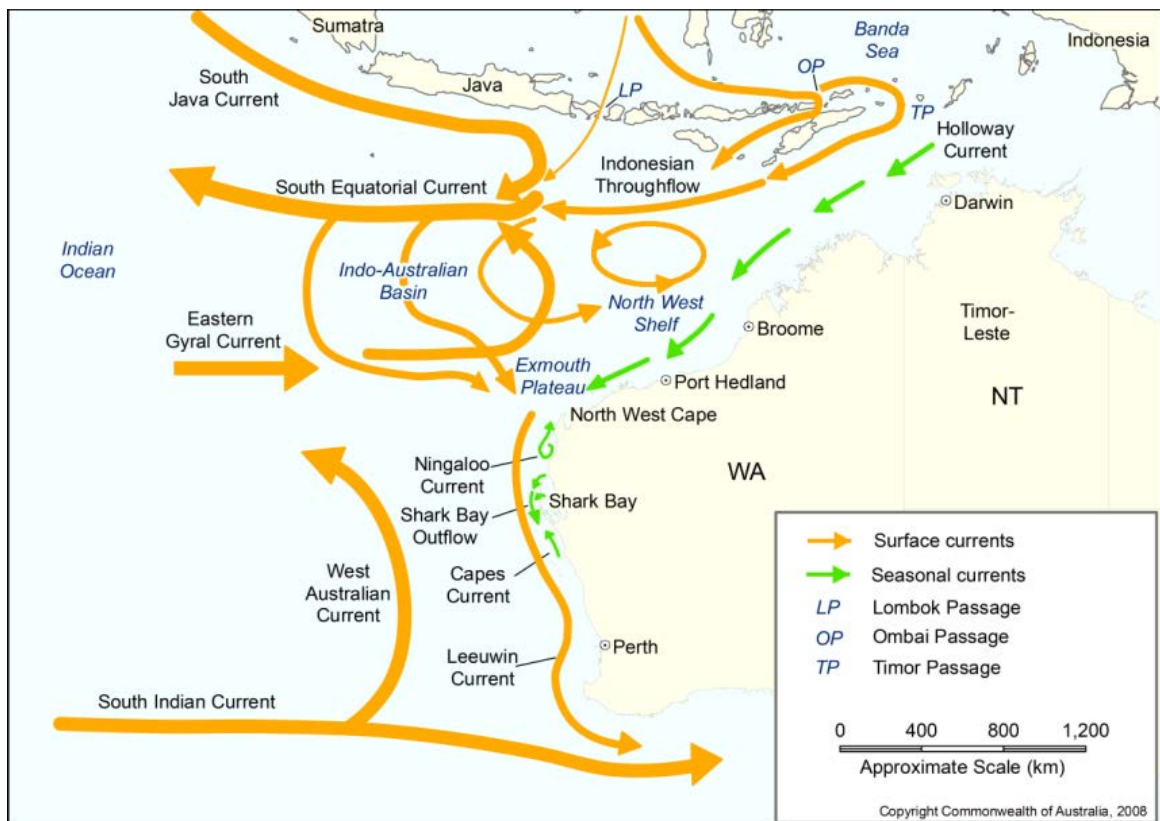 Sumatra
Banda
Sea
Indonesia
South
Java Current
Java
LP
OP
TP
Holloway
Current
Indonesian
Throughflow
South Equatorial Current
Darwin
Indian
Ocean
Indo-Australian
Basin
North West
Shelf
Timor-
Leste
Eastern
Gyral Current
Broome
Exmouth
Plateau
Port Hedland
NT
North West Cape
Ningaloo
Current
WA
Shark Bay
Shark Bay
Outflow
West
Australian
Current
Capes
Current
Perth
Leeuwin
Current
South Indian Current
Surface currents
Seasonal currents
LP Lombok Passage
OP Ombai Passage
TP Timor Passage
0 400 800 1,200
Approximate Scale (km)
Copyright Commonwealth of Australia, 2008